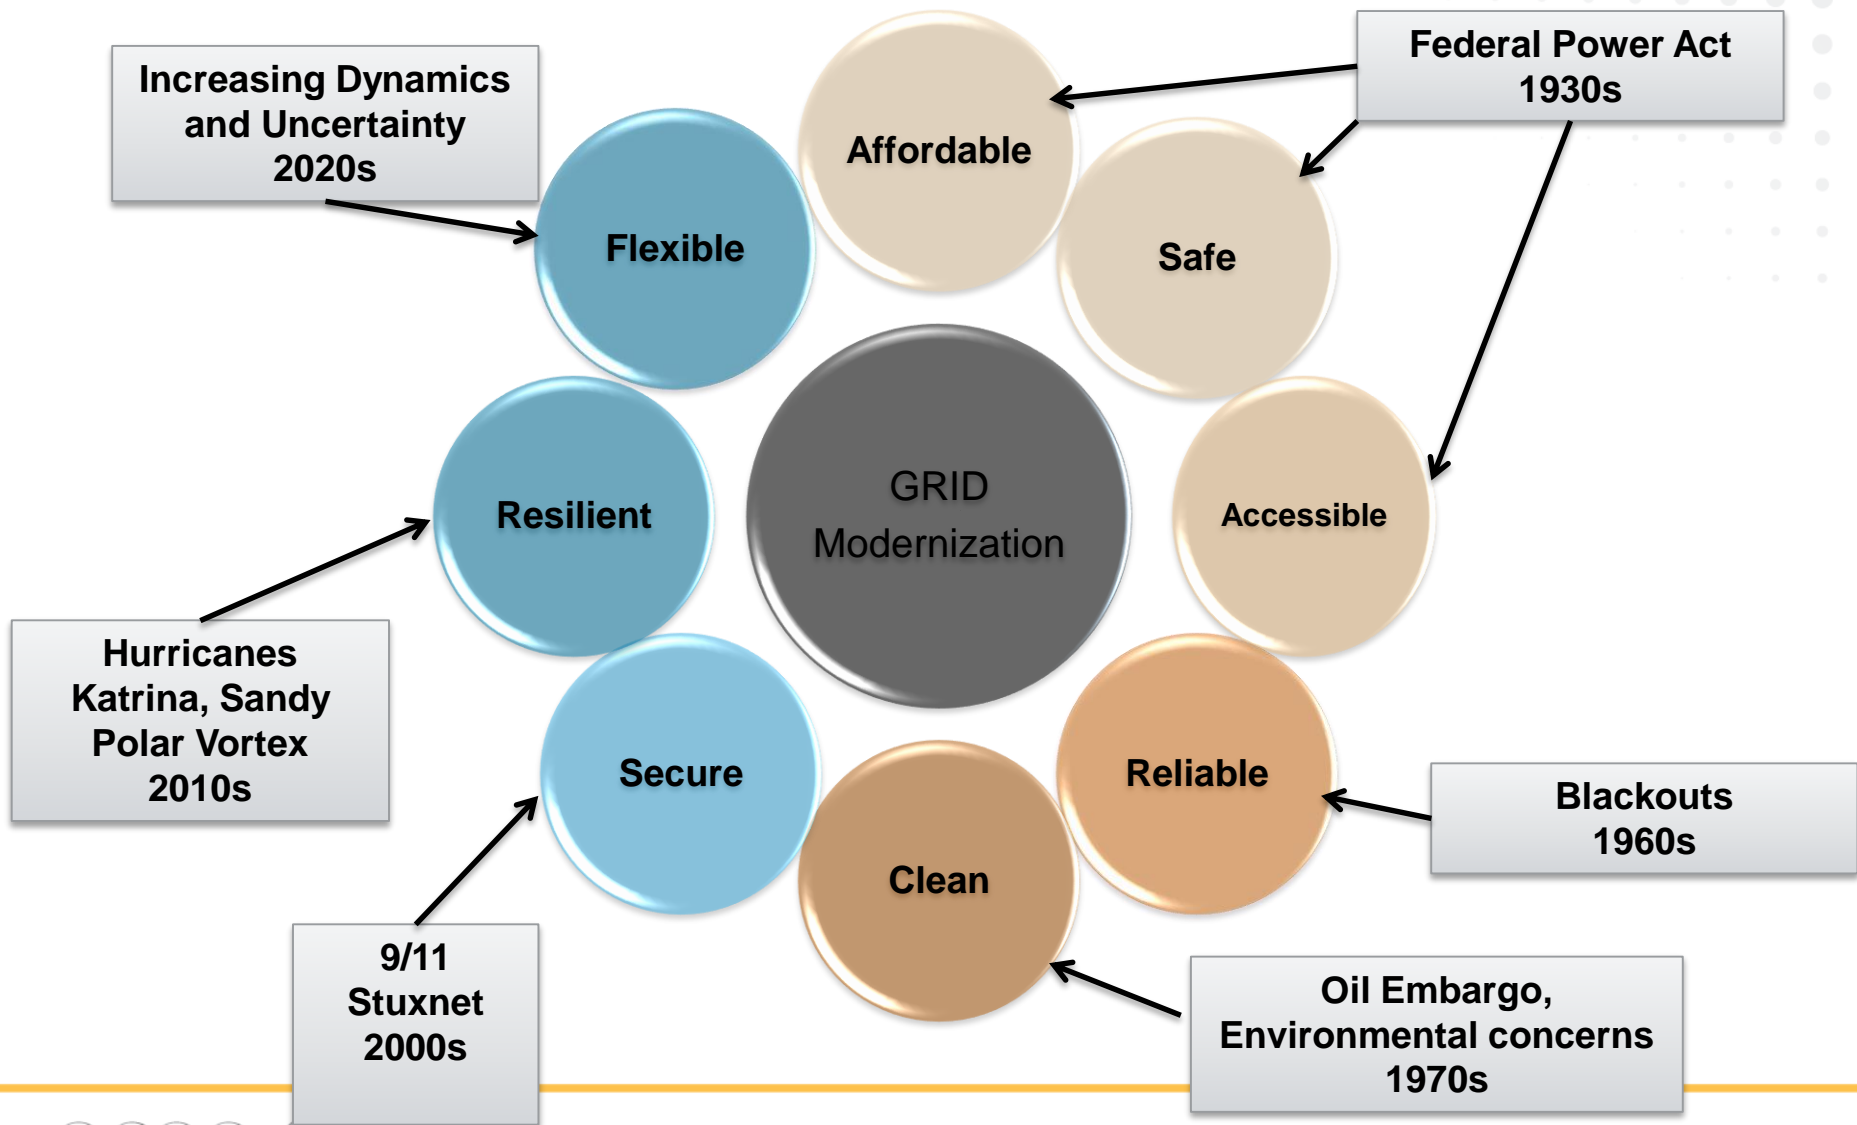 Federal Power Act
1930s
Increasing Dynamics
and Uncertainty
2020s
Affordable
Flexible
Safe
GRID
Modernization
Resilient
Accessible
Hurricanes
Katrina, Sandy
Polar Vortex
2010s
Secure
Reliable
Blackouts
1960s
Clean
9/11
Stuxnet
2000s
Oil Embargo,
Environmental concerns
1970s